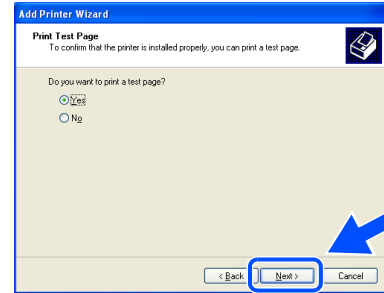 Add Printer Wizard
Print Test Page
To confirm that the printer is installed properly, you can print a test page.
Do you want to print a test page?
Yes
No
< Back Next > Cancel